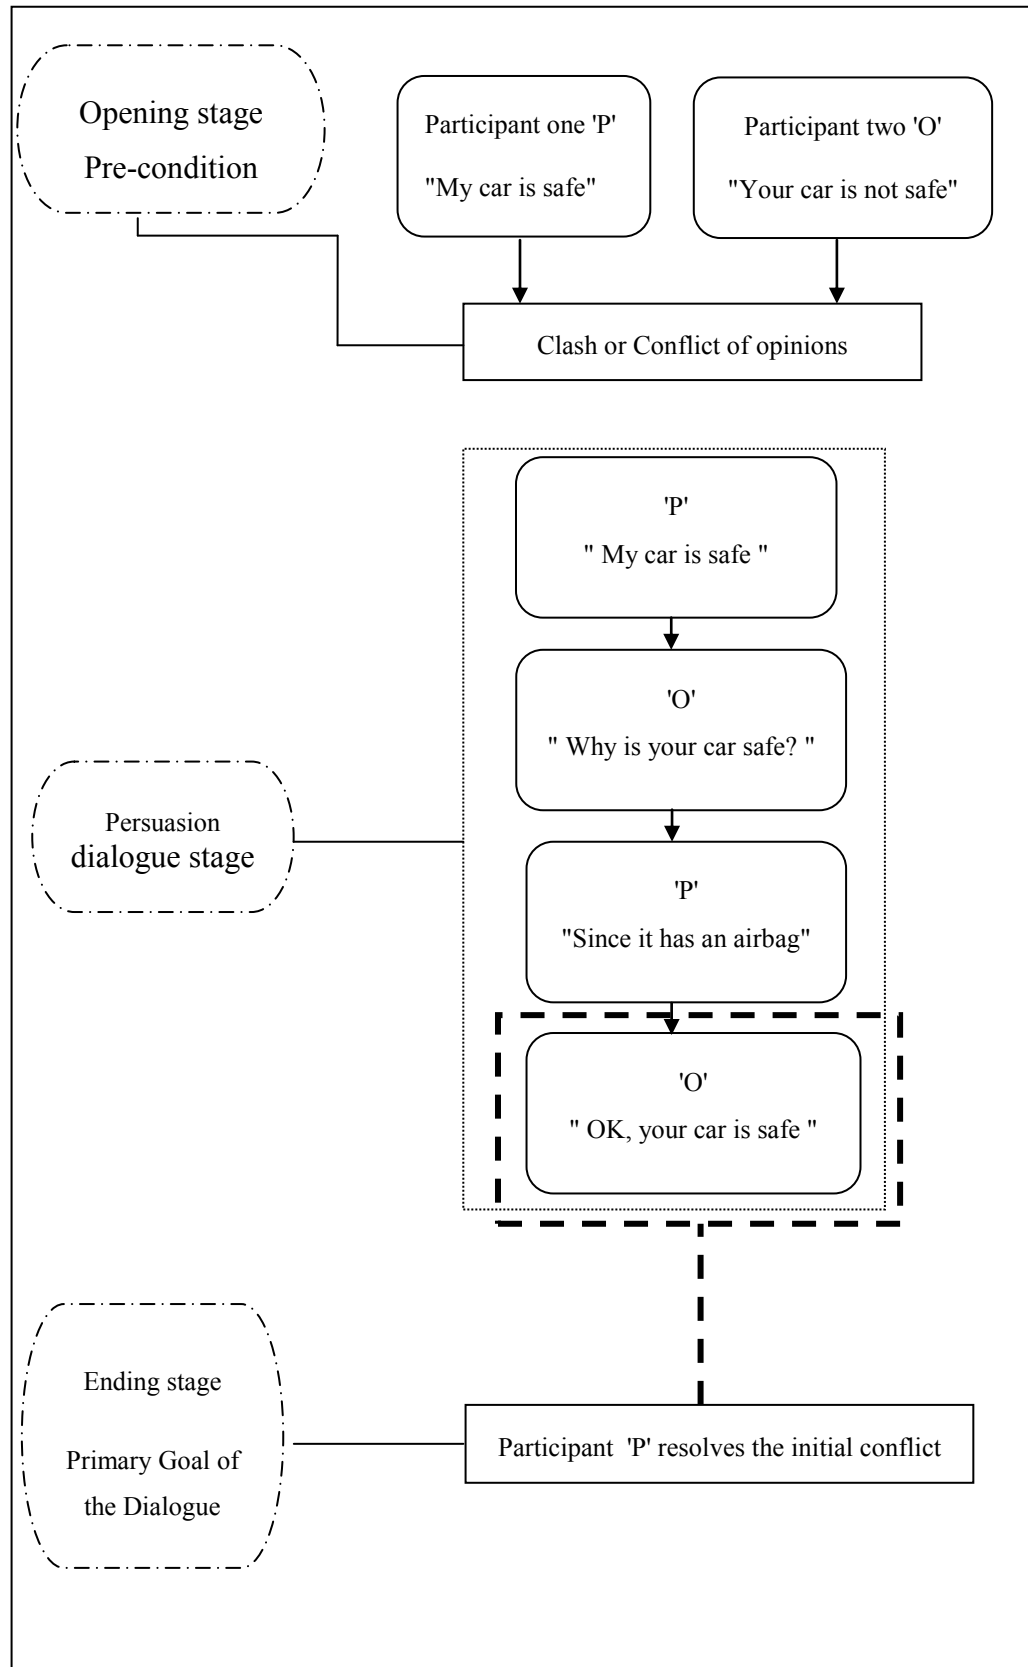 Opening stage
Pre-condition
Participant one 'P'
"My car is safe"
Participant two 'O'
"Your car is not safe"
Clash or Conflict of opinions
'P'
" My car is safe "
'O'
" Why is your car safe? "
Persuasion
dialogue stage
'P'
"Since it has an airbag"
'O'
" OK, your car is safe "
Ending stage
Primary Goal of
the Dialogue
Participant 'P' resolves the initial conflict